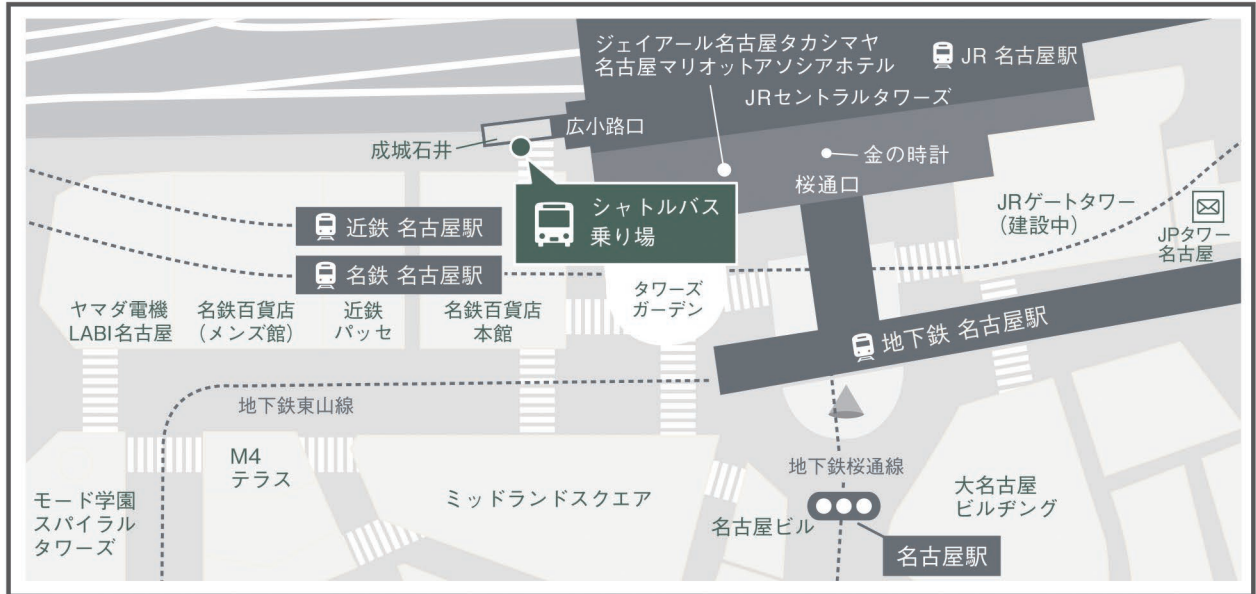 ジェイアール名古屋タカシマヤ
名古屋マリオットアソシアホテル
JR 名古屋駅
JRセントラルタワーズ
広小路口
成城石井
金の時計
桜通口
シャトルバス
乗り場
JRゲートタワー
（建設中）
JPタワー
名古屋
近鉄 名古屋駅
名鉄 名古屋駅
タワーズ
ガーデン
ヤマダ電機
LABI名古屋
名鉄百貨店
（メンズ館）
近鉄
パッセ
名鉄百貨店
本館
地下鉄 名古屋駅
地下鉄東山線
M4
テラス
モード学園
スパイラル
タワーズ
ミッドランドスクエア
地下鉄桜通線
名古屋ビル
大名古屋
ビルヂング
名古屋駅